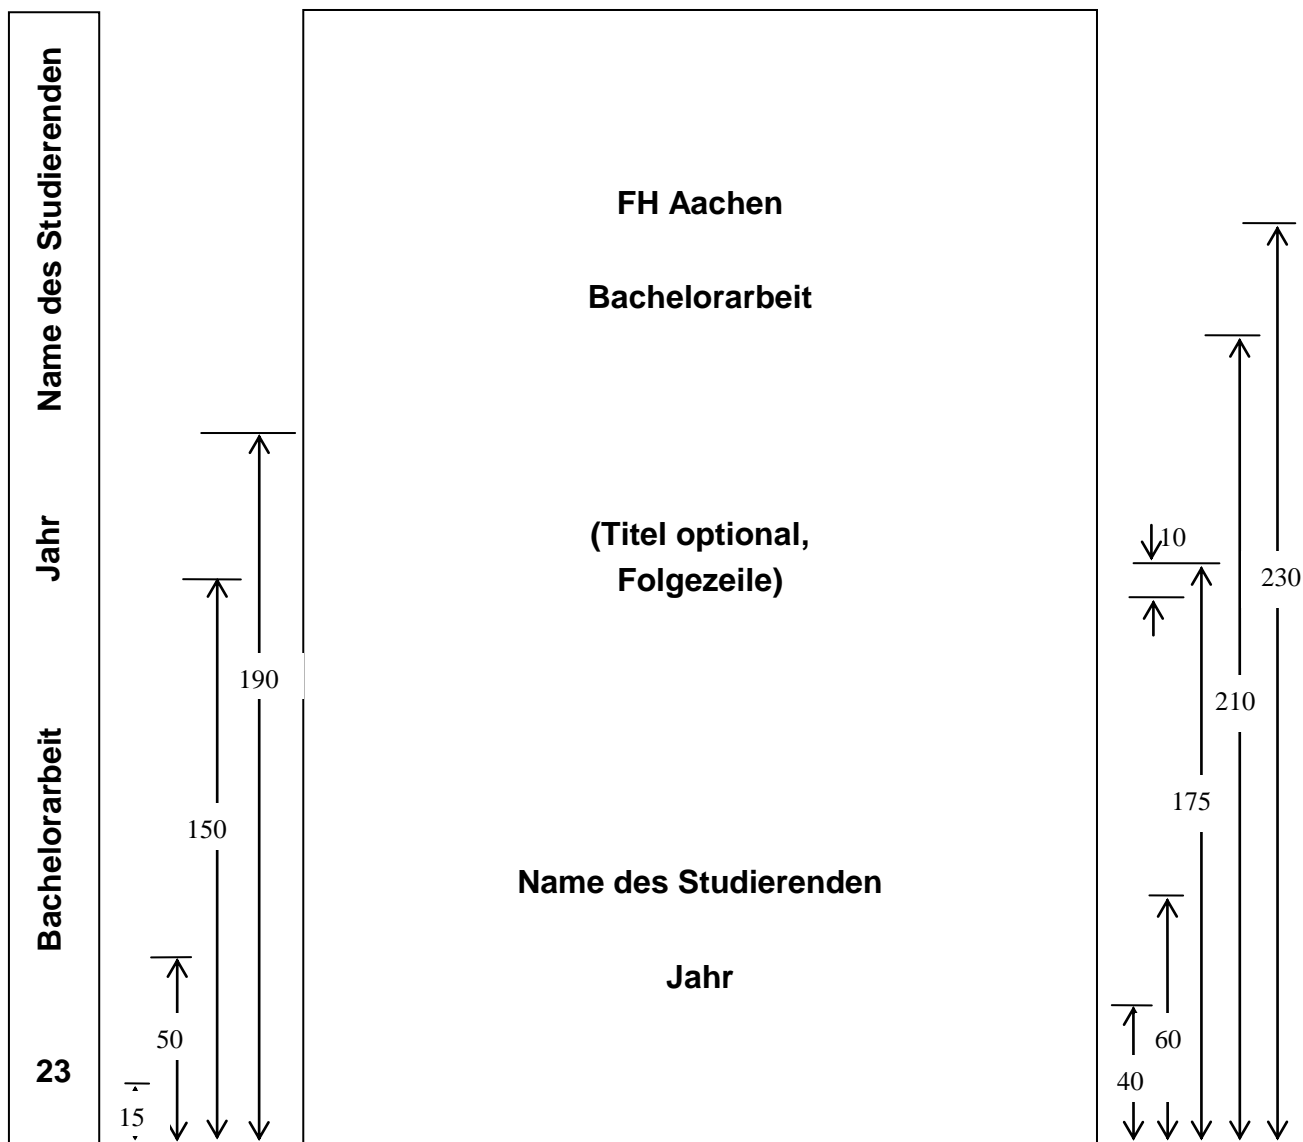 Name des Studierenden
Jahr
Bachelorarbeit
23
190
150
50
15
FH Aachen
Bachelorarbeit
(Titel optional,
Folgezeile)
Name des Studierenden
Jahr
10
230
210
175
60
40